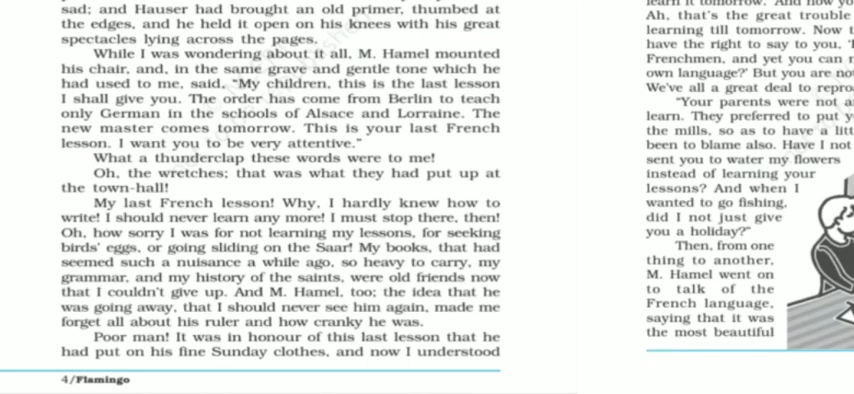 sad; and Hauser had brought an old primer, thumbed at
the edges, and he held it open on his knees with his great
spectacles lying across the pages.
While I was wondering about it all, M. Hamel mounted
his chair, and, in the same grave and gentle tone which he
had used to me, said, “My children, this is the last lesson
I shall give you. The order has come from Berlin to teach
only German in the schools of Alsace and Lorraine. The
new master comes tomorrow. This is your last French
lesson. I want you to be very attentive.”
What a thunderclap these words were to me!
Oh, the wretches; that was what they had put up at
the town-hall!
My last French lesson! Why, I hardly knew how to
write! I should never learn any more! I must stop there, then!
Oh, how sorry I was for not learning my lessons, for seeking
birds’ eggs, or going sliding on the Saar! My books, that had
seemed such a nuisance a while ago, so heavy to carry, my
grammar, and my history of the saints, were old friends now
that I couldn’t give up. And M. Hamel, too; the idea that he
was going away, that I should never see him again, made me
forget all about his ruler and how cranky he was.
Poor man! It was in honour of this last lesson that he
had put on his fine Sunday clothes, and now I understood
4/Flamingo
learn it tomorrow. And now yo
Ah, that’s the great trouble
learning till tomorrow. Now t
have the right to say to you, ‘
Frenchmen, and yet you can
own language?’ But you are not
We’ve all a great deal to repro
“Your parents were not a
learn. They preferred to put y
the mills, so as to have a litt
been to blame also. Have I not
sent you to water my flowers
instead of learning your
lessons? And when I
wanted to go fishing,
did I not just give
you a holiday?”
Then, from one
thing to another,
M. Hamel went on
to talk of the
French language,
saying that it was
the most beautiful